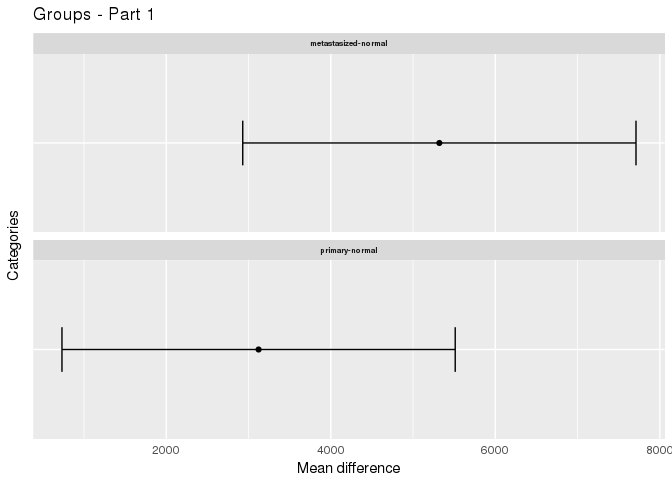 Groups - Part 1
metastasized-normal
Categories
primary-normal
2000 4000 6000 8000
Mean difference